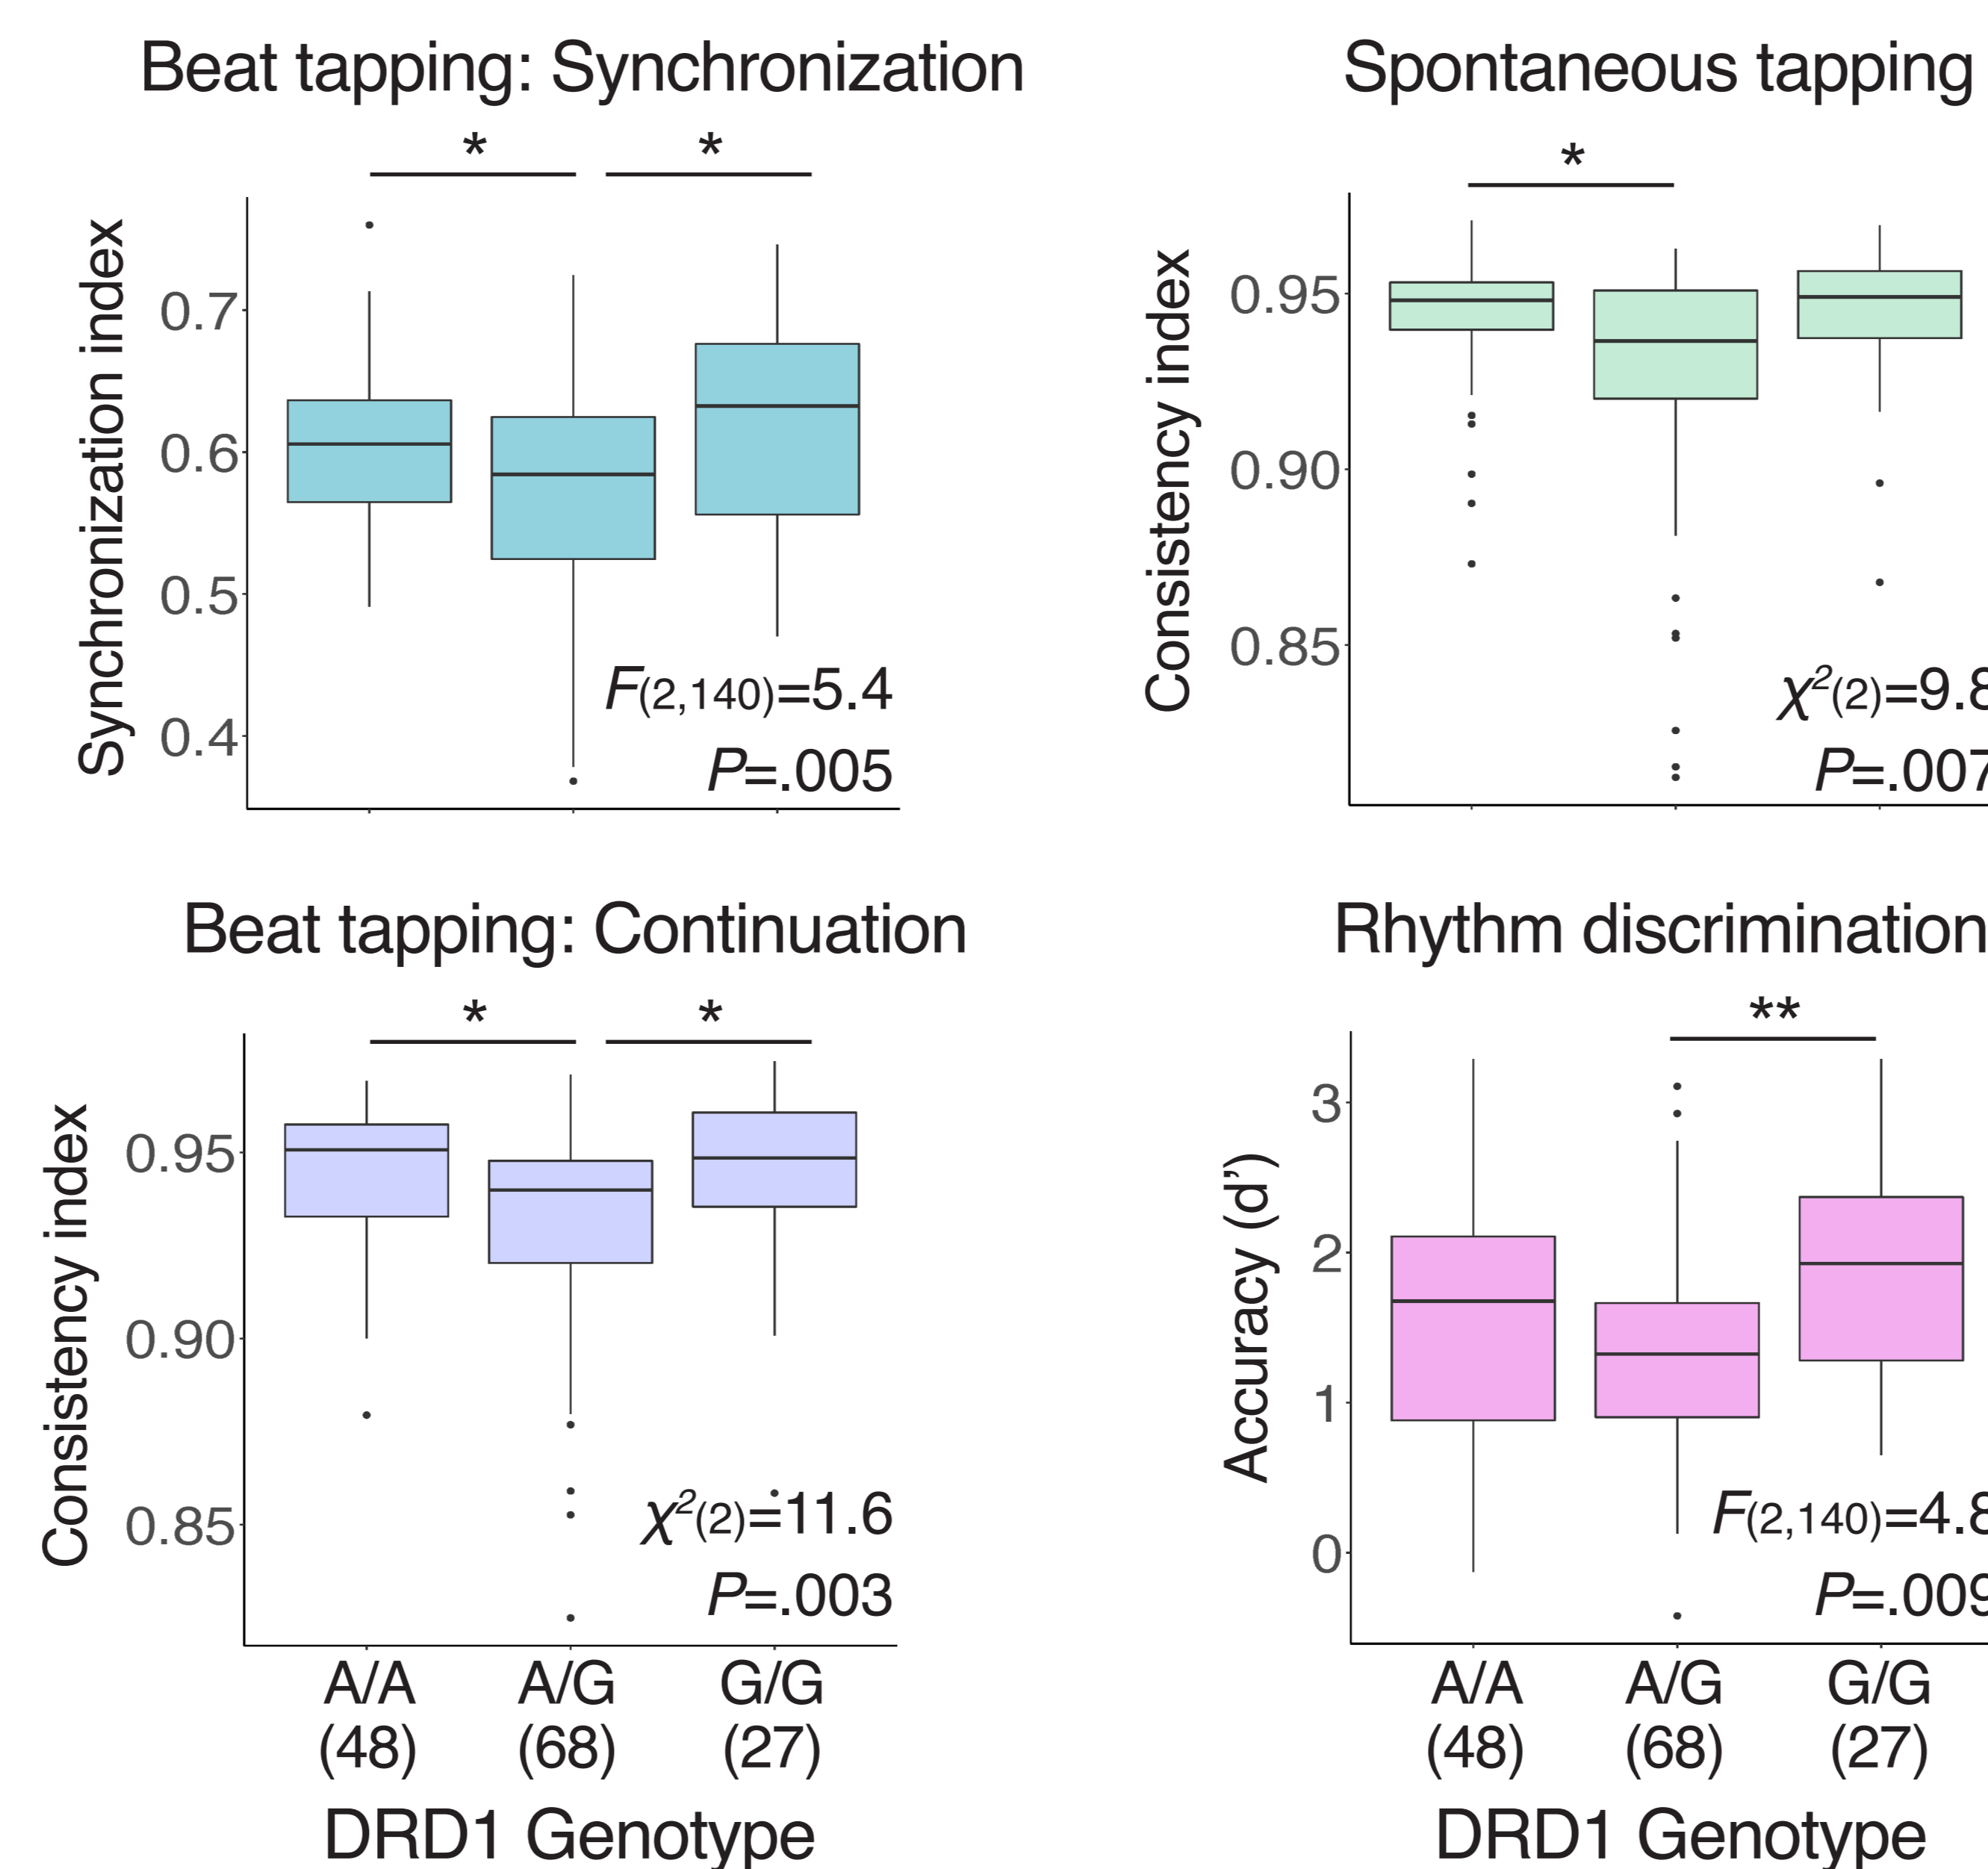 Beat tapping: Synchronization
* *
Synchronization index
0.7
0.6
0.5
0.4
F(2,140)=5.4
P=.005
Spontaneous tapping
*
Consistency index
0.95
0.90
0.85
χ2(2)=9.8
P=.007
Beat tapping: Continuation
* *
Consistency index
0.95
0.90
0.85
χ2(2)=11.6
P=.003
A/A A/G G/G
(48) (68) (27)
DRD1 Genotype
Rhythm discrimination
**
Accuracy (d’)
3
2
1
0
F(2,140)=4.8
P=.009
A/A A/G G/G
(48) (68) (27)
DRD1 Genotype